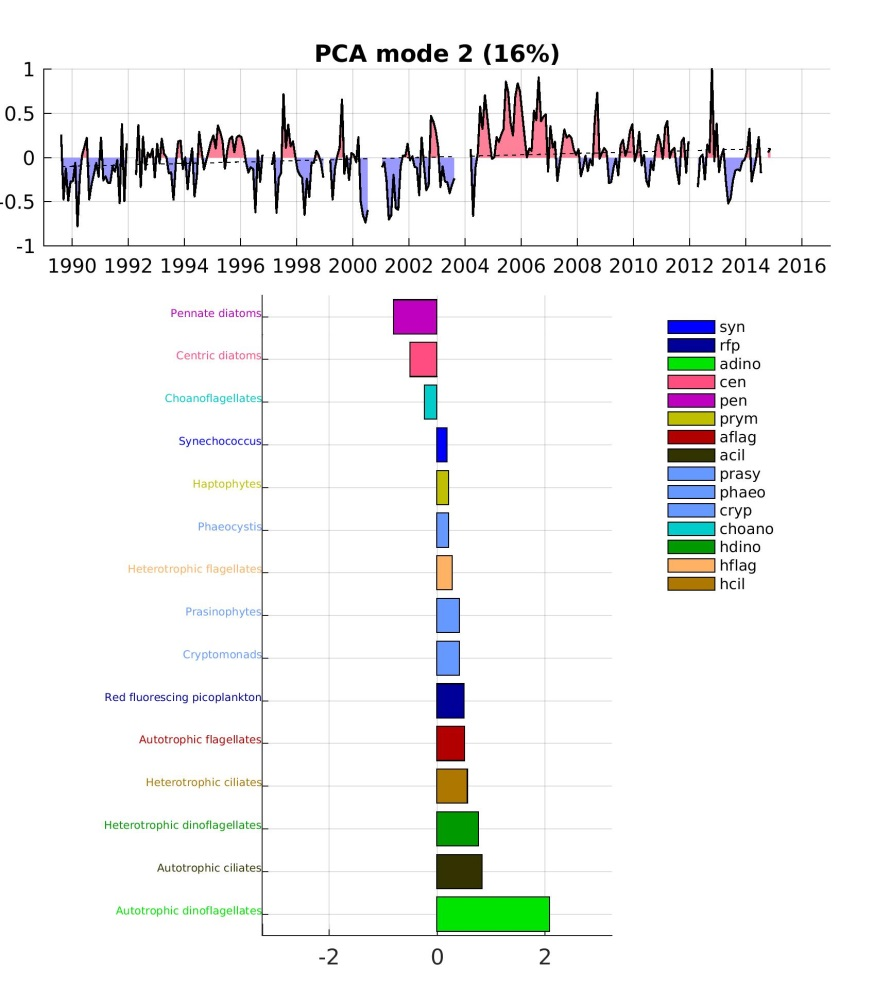 PCA mode 2 (16%)
1
0.5
0
-0.5
-1
1990 1992 1994 1996 1998 2000 2002 2004 2006 2008 2010 2012 2014 2016
Pennate diatoms
Centric diatoms
Choanoflagellates
Synechococcus
Haptophytes
Phaeocystis
Heterotrophic flagellates
Prasinophytes
Cryptomonads
Red fluorescing picoplankton
Autotrophic flagellates
Heterotrophic ciliates
Heterotrophic dinoflagellates
Autotrophic ciliates
Autotrophic dinoflagellates
-2 0 2
syn
rfp
adino
cen
pen
prym
aflag
acil
prasy
phaeo
cryp
choano
hdino
hflag
hcil